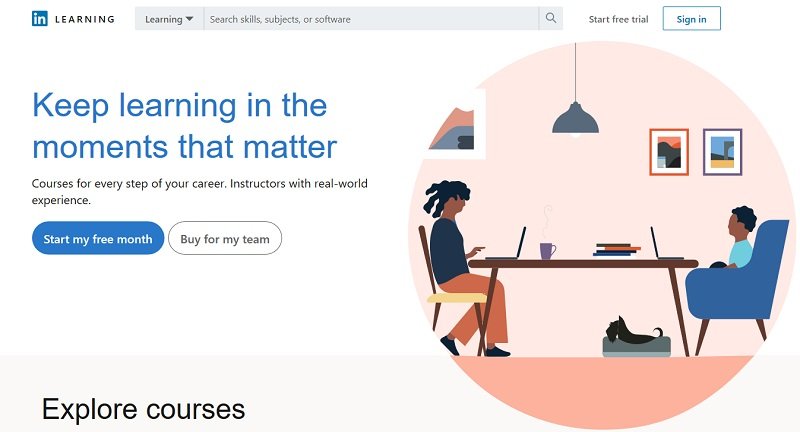 in LEARNING
Learning
Search skills, subjects, or software
Start free trial
Sign in
Keep learning in the
moments that matter
Courses for every step of your career. Instructors with real-world
experience.
Start my free month
Buy for my team
Explore courses